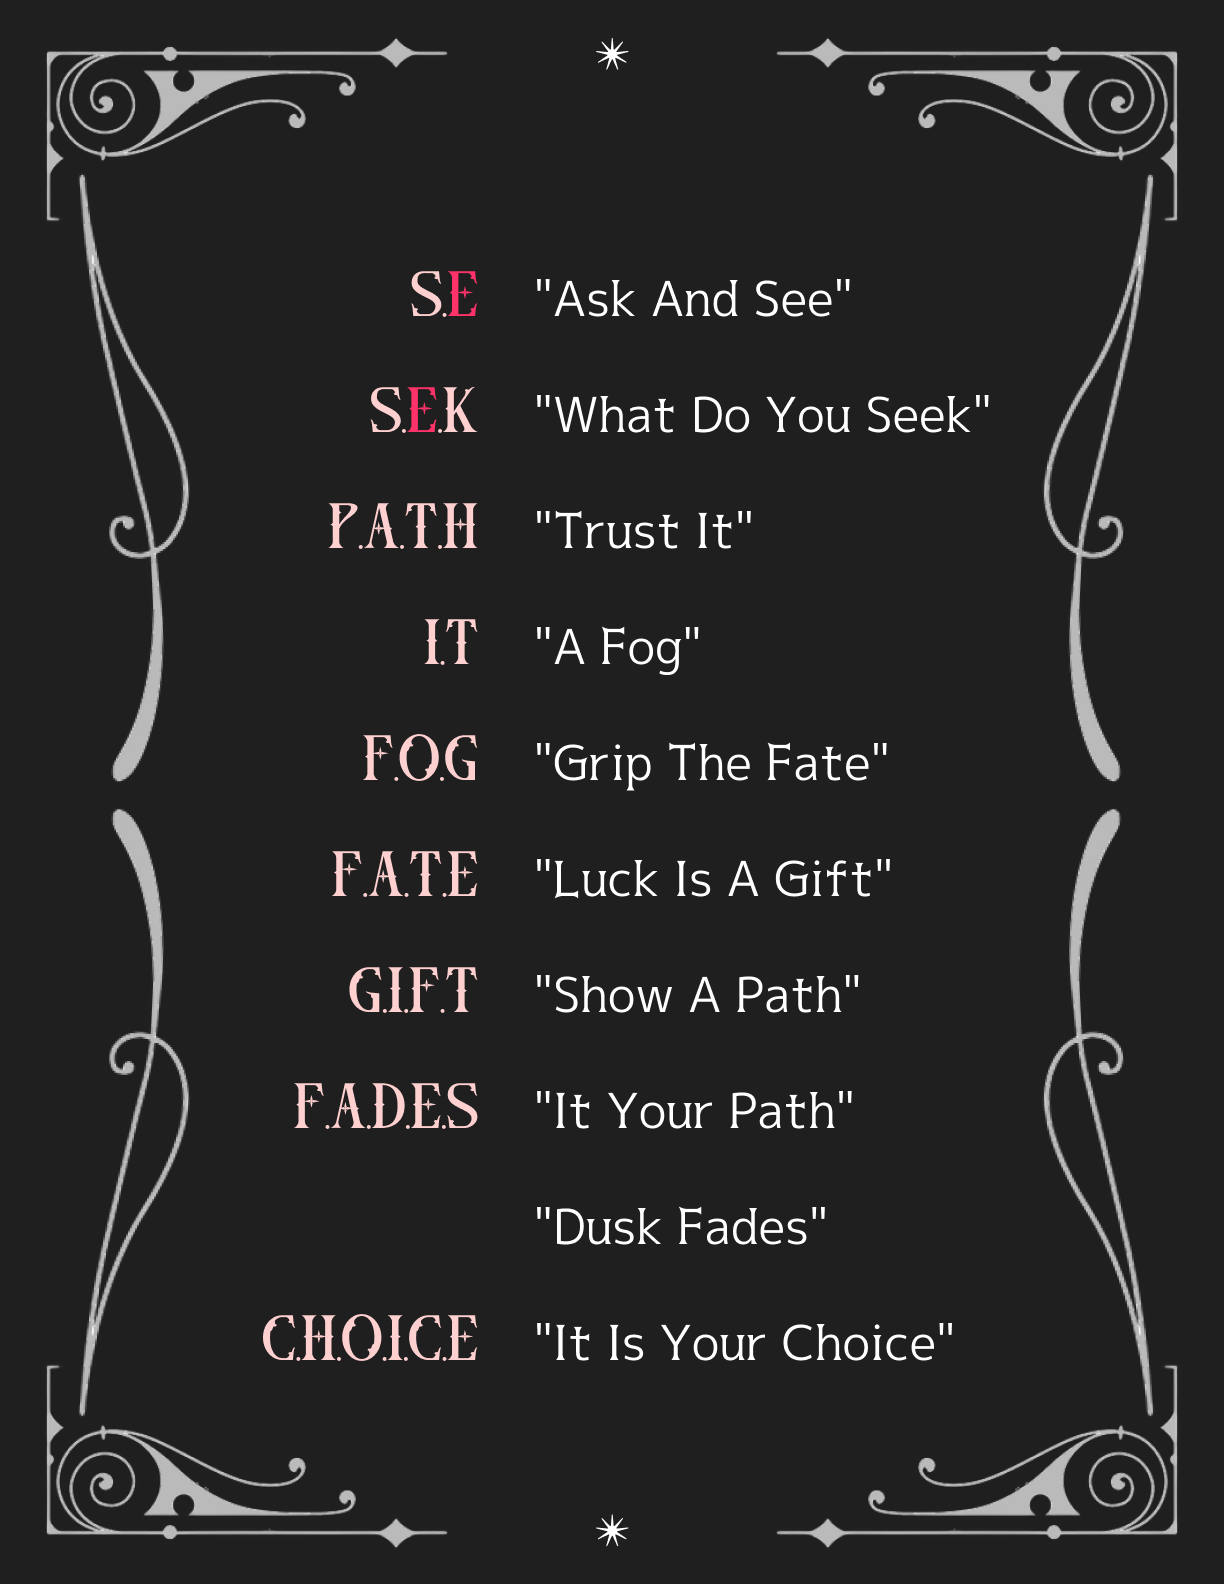 S.E "Ask And See"
S.E.K "What Do You Seek"
P.A.T.H "Trust It"
I.T "A Fog"
F.O.G "Grip The Fate"
F.A.T.E "Luck Is A Gift"
G.I.F.T "Show A Path"
F.A.D.E.S "It Your Path"
"Dusk Fades"
C.H.O.I.C.E "It Is Your Choice"